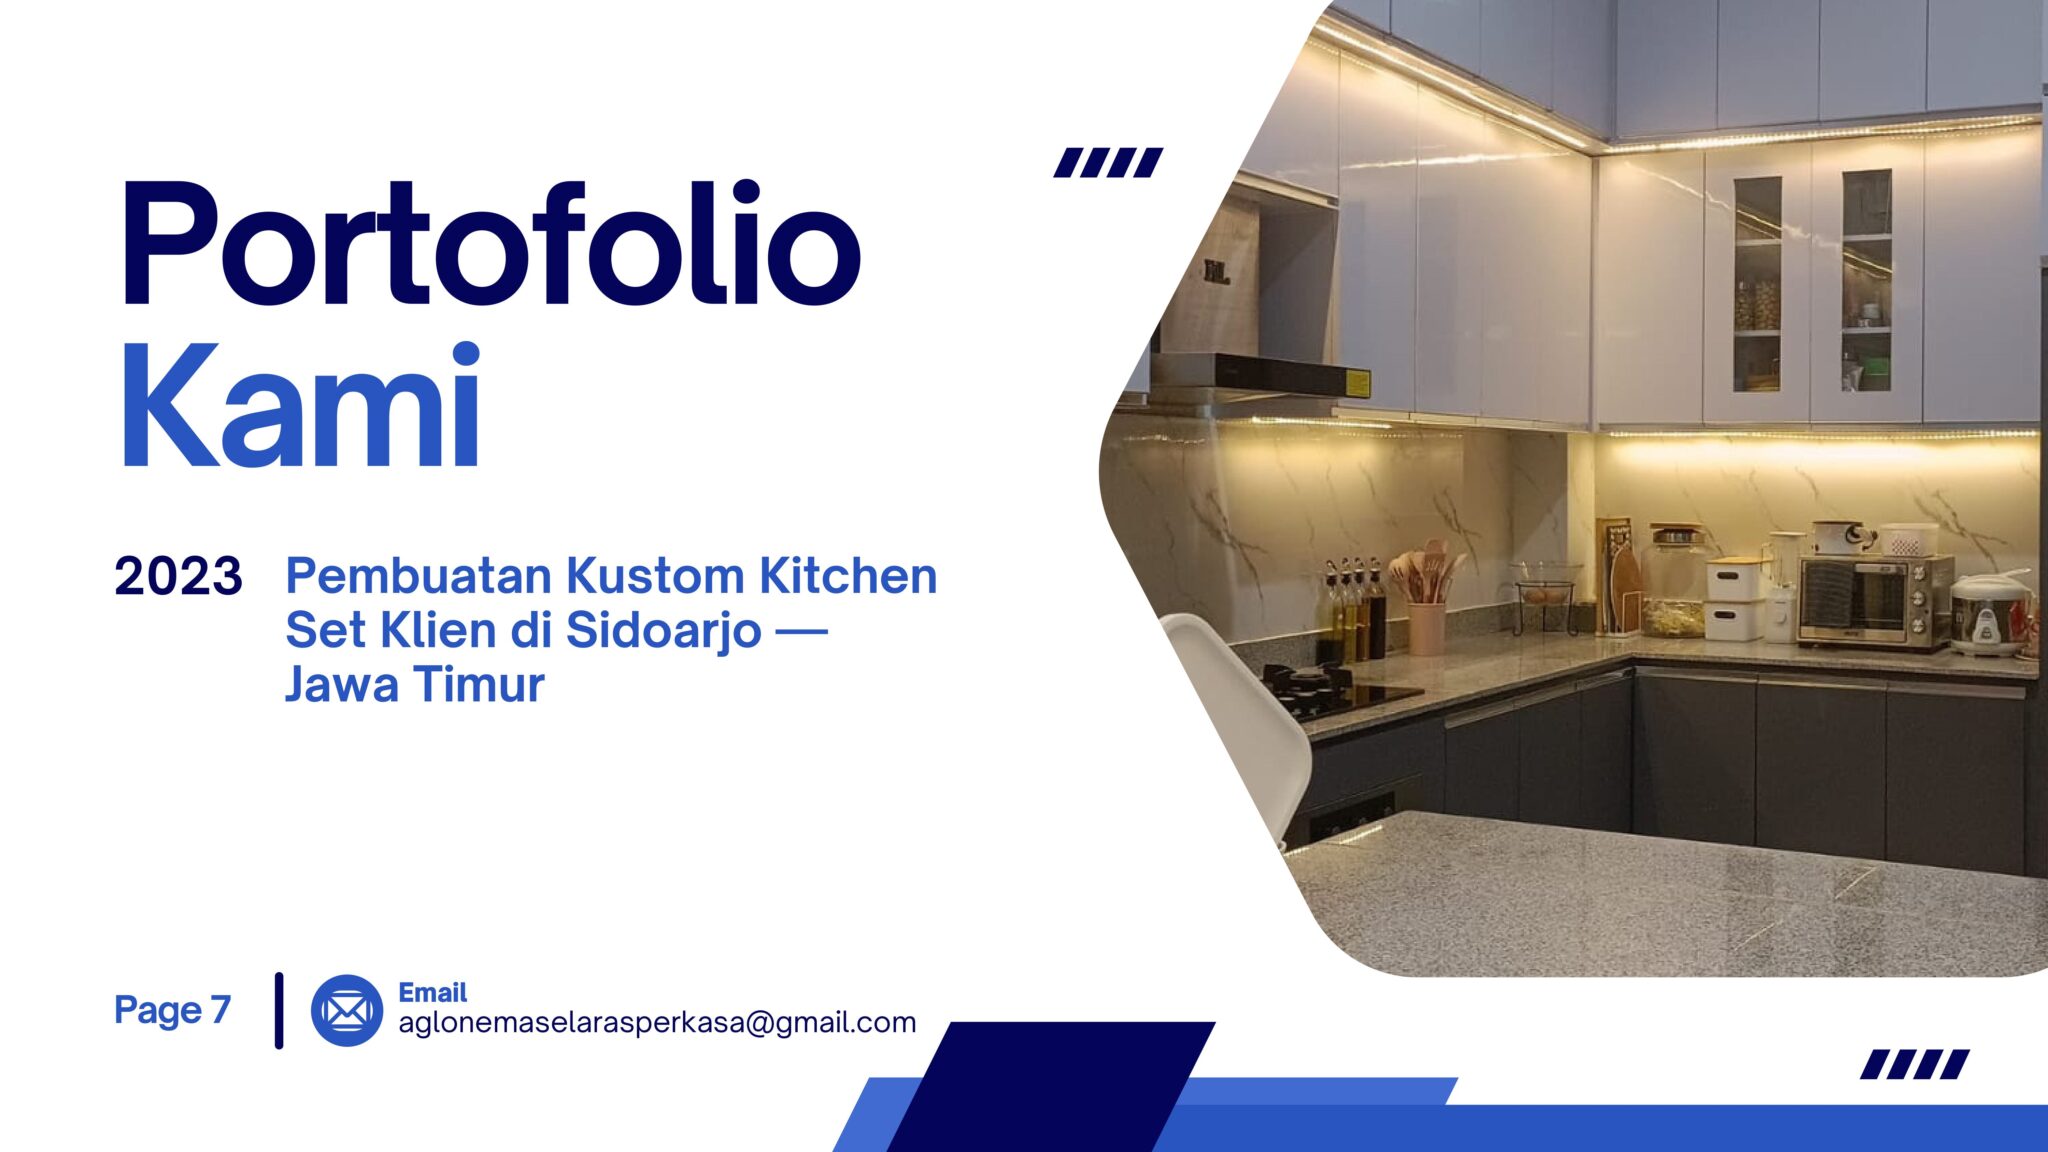 Portofolio
Kami
2023
Pembuatan Kustom Kitchen
Set Klien di Sidoarjo —
Jawa Timur
Page 7
Email
aglonemaselarasperkasa@gmail.com